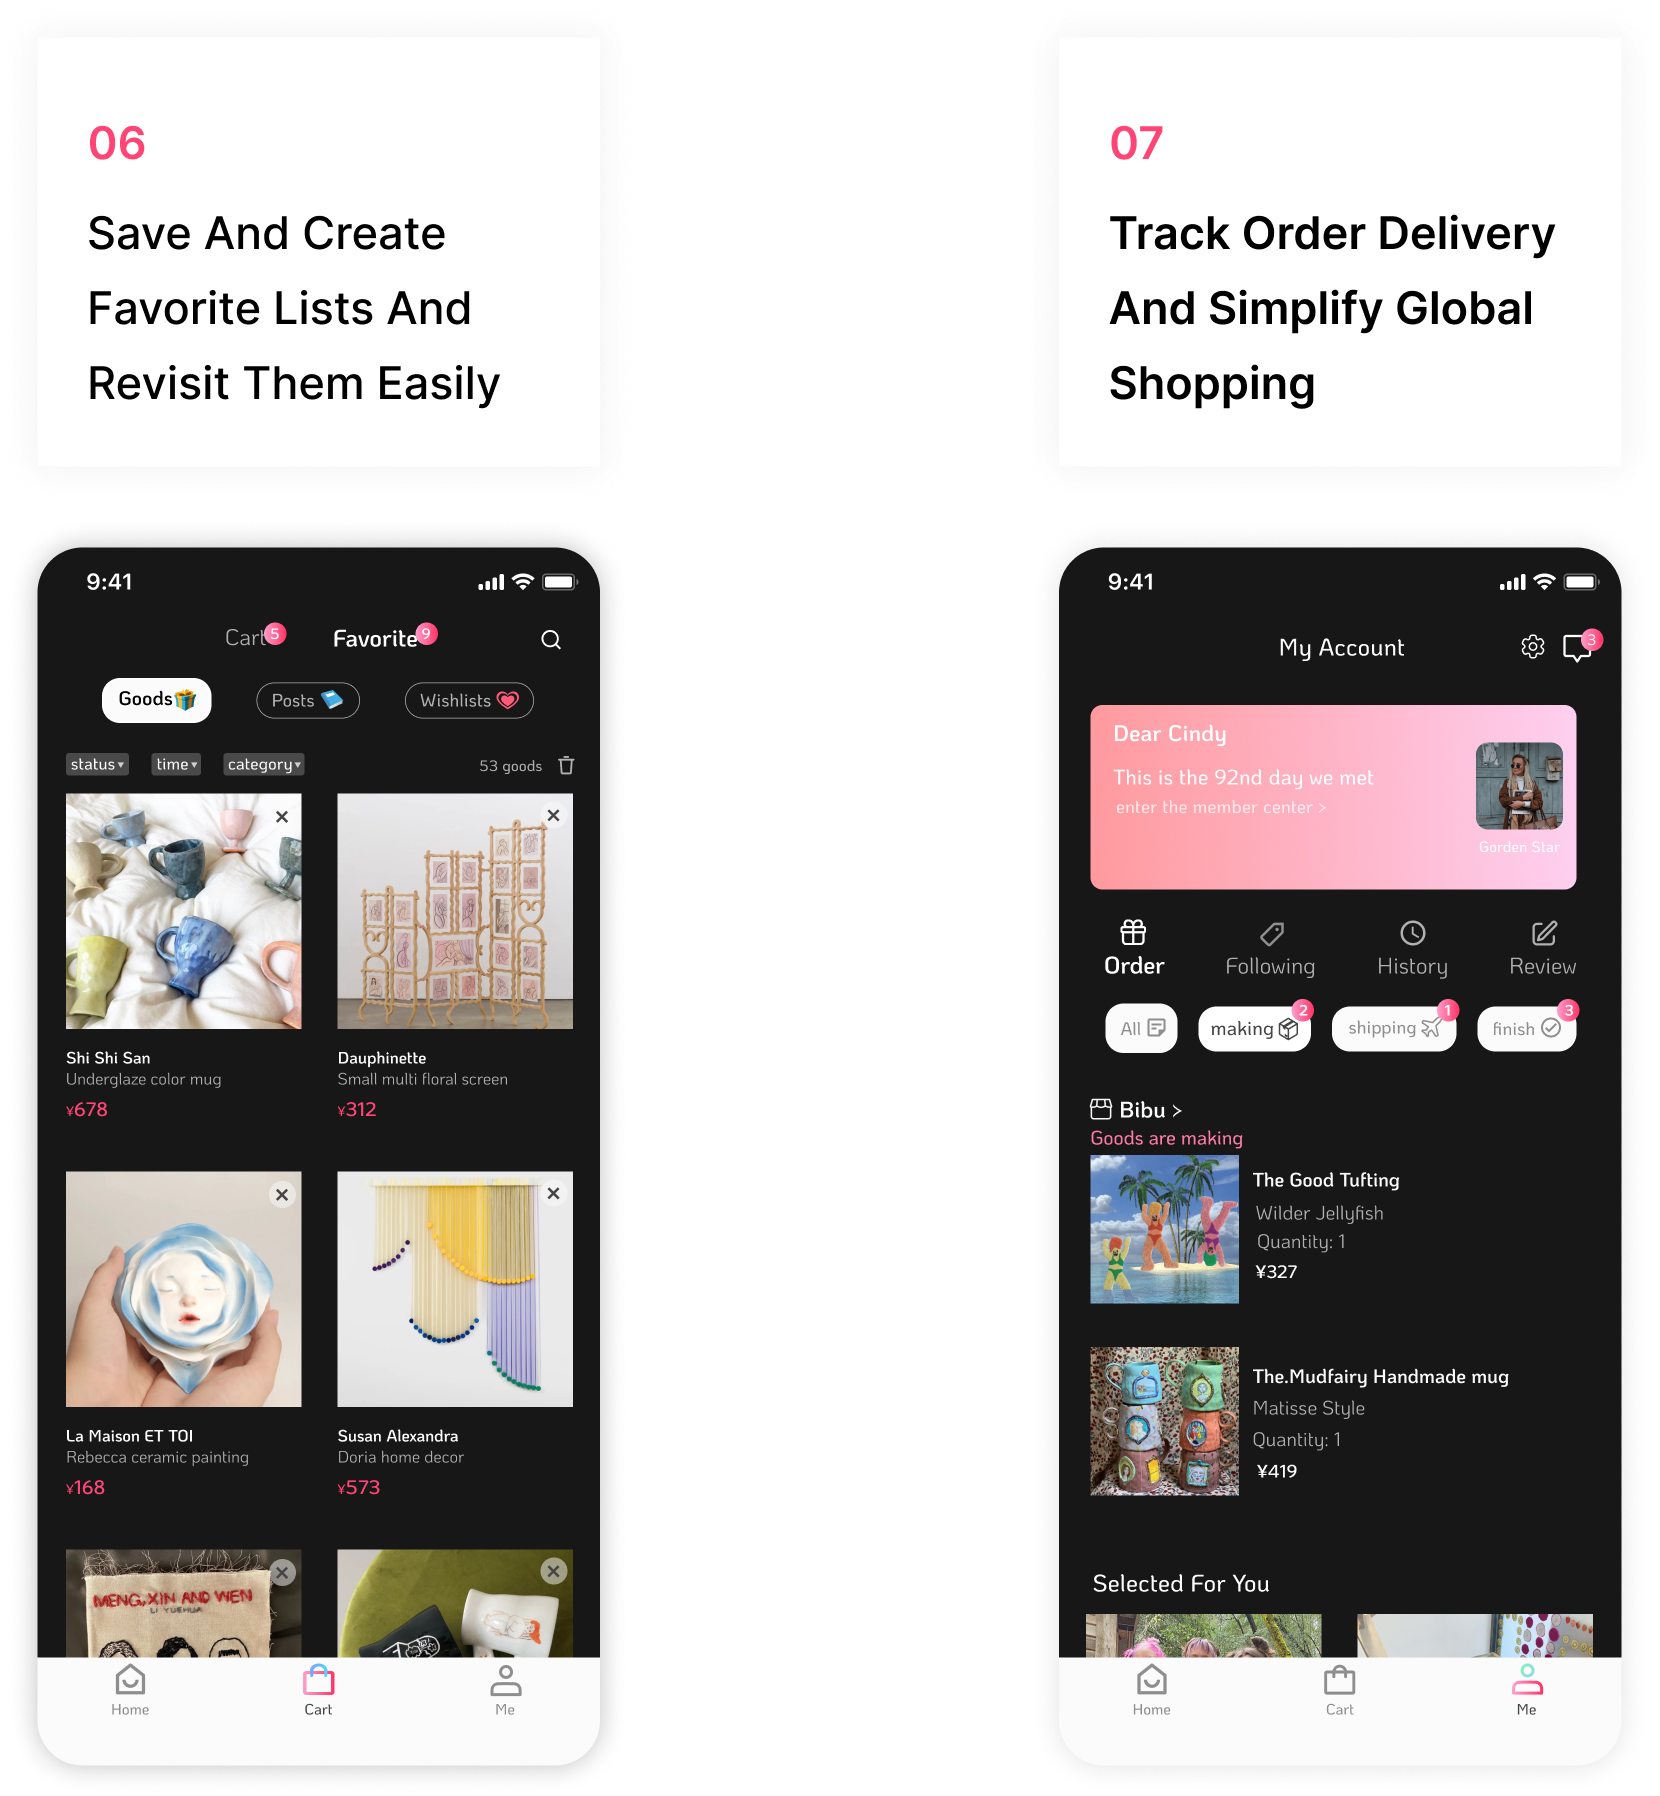 06
Save And Create
Favorite Lists And
Revisit Them Easily
9:41
Cart 5
Favorite 9
Goods
Posts
Wishlists
status▾ time▾ category▾ 53 goods
Shi Shi San
Underglaze color mug
¥678
Dauphinette
Small multi floral screen
¥312
La Maison ET TOI
Rebecca ceramic painting
¥168
Susan Alexandra
Doria home decor
¥573
MENG, XIN AND WEN
LI YUEHUA
Home
Cart
Me
07
Track Order Delivery
And Simplify Global
Shopping
9:41
My Account
3
Dear Cindy
This is the 92nd day we met
enter the member center >
Gorden Star
Order
Following
History
Review
All
making 2
shipping 1
finish 3
Bibu >
Goods are making
The Good Tufting
Wilder Jellyfish
Quantity: 1
¥327
The.Mudfairy Handmade mug
Matisse Style
Quantity: 1
¥419
Selected For You
Home
Cart
Me